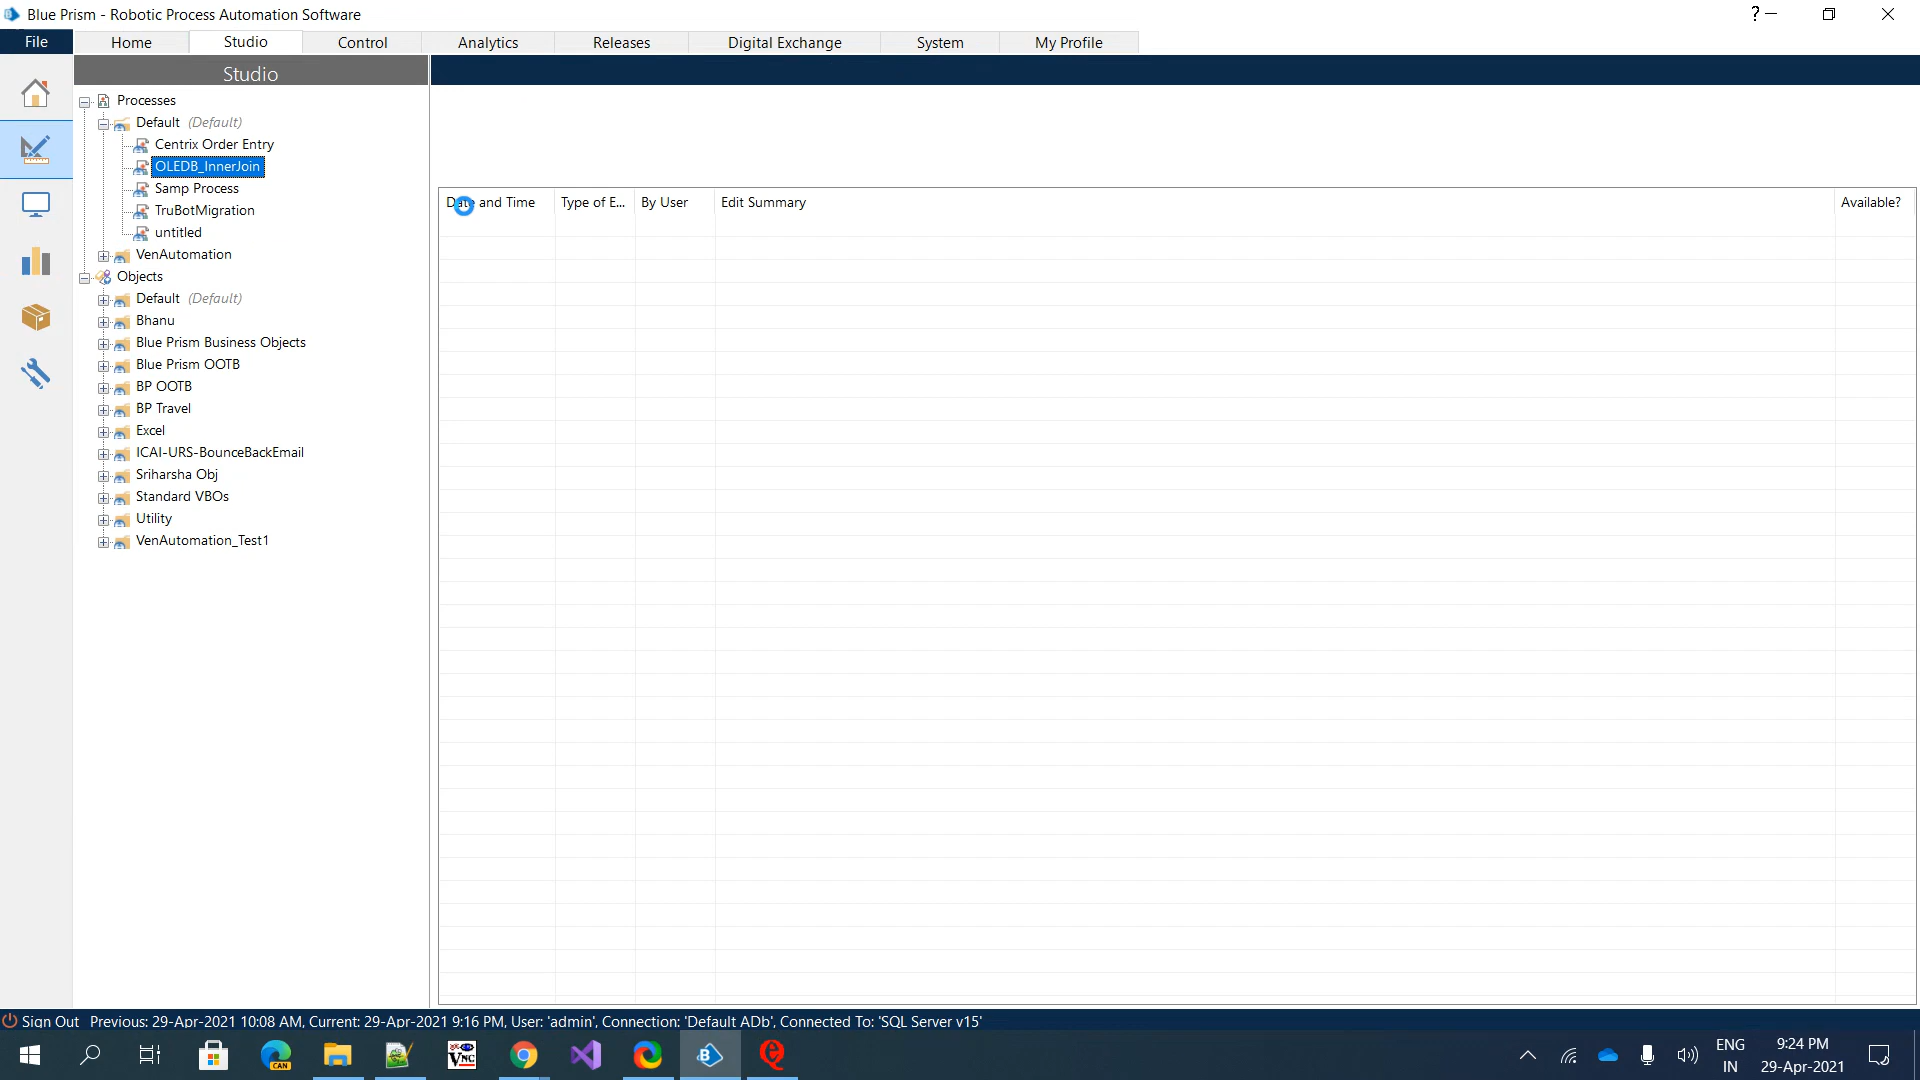 Blue Prism - Robotic Process Automation Software
?
File
Home
Studio
Control
Analytics
Releases
Digital Exchange
System
My Profile
Studio
Processes
Default (Default)
Centrix Order Entry
OLEDB_InnerJoin
Samp Process
TruBotMigration
untitled
VenAutomation
Objects
Default (Default)
Bhanu
Blue Prism Business Objects
Blue Prism OOTB
BP OOTB
BP Travel
Excel
ICAI-URS-BounceBackEmail
Sriharsha Obj
Standard VBOs
Utility
VenAutomation_Test1
Date and Time
Type of E...
By User
Edit Summary
Available?
Sign Out Previous: 29-Apr-2021 10:08 AM, Current: 29-Apr-2021 9:16 PM, User: 'admin', Connection: 'Default ADb', Connected To: 'SQL Server v15'
CAN
VNC
B
ENG
IN
9:24 PM
29-Apr-2021